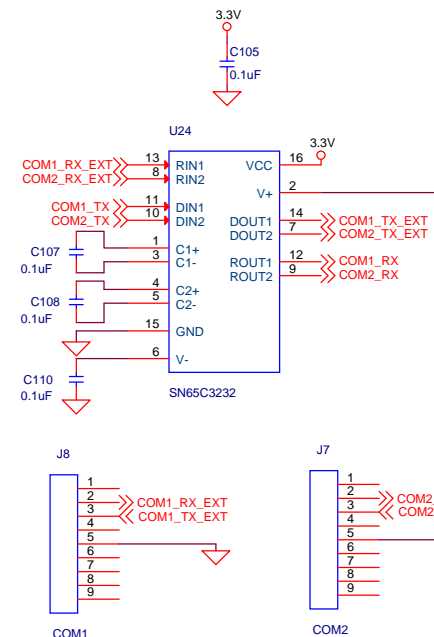 3.3V
C105
0.1uF
U24
3.3V
COM1_RX_EXT 13 RIN1 VCC 16
COM2_RX_EXT 8 RIN2
V+ 2
COM1_TX 11 DIN1
COM2_TX 10 DIN2
DOUT1 14 COM1_TX_EXT
DOUT2 7 COM2_TX_EXT
C107
0.1uF
1 C1+
3 C1-
ROUT1 12 COM1_RX
ROUT2 9 COM2_RX
C108
0.1uF
4 C2+
5 C2-
15 GND
6 V-
C110
0.1uF
SN65C3232
J8
1
2 COM1_RX_EXT
3 COM1_TX_EXT
4
5
6
7
8
9
COM1
J7
1
2 COM2
3 COM2
4
5
6
7
8
9
COM2